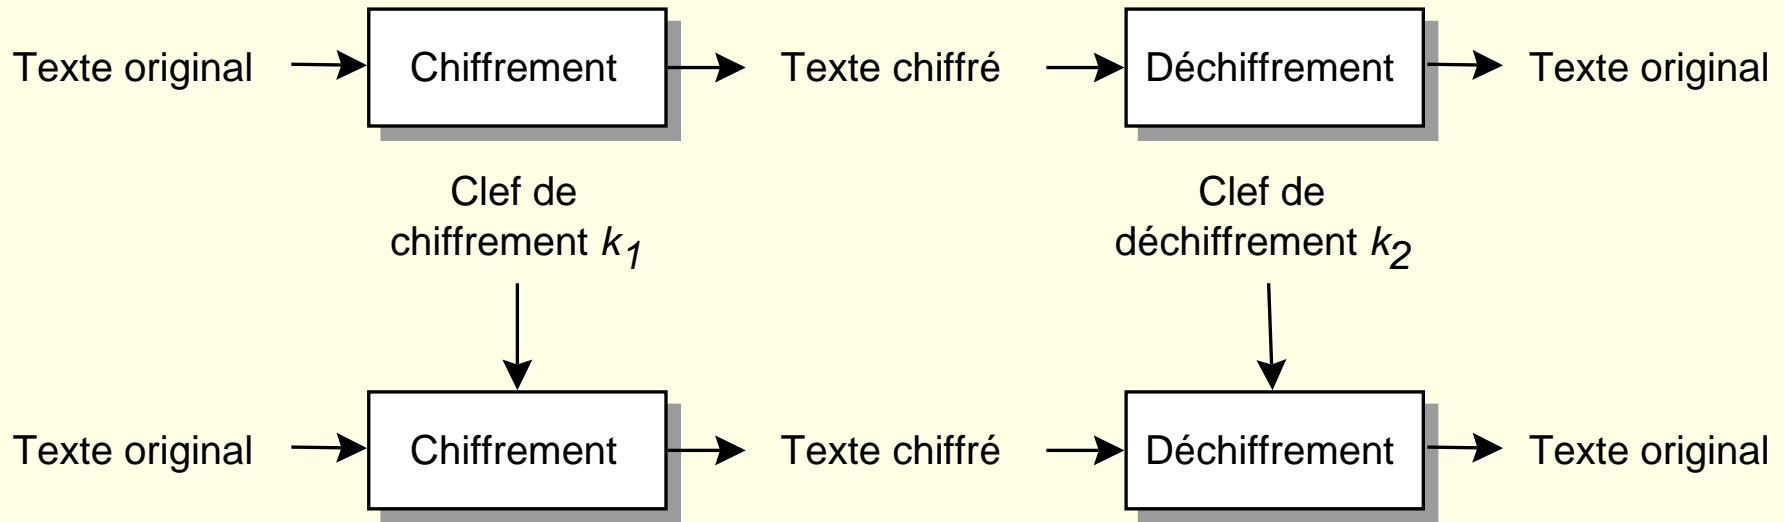 Texte original Chiffrement Texte chiffré Déchiffrement Texte original
Clef de
chiffrement k1
Clef de
déchiffrement k2
Texte original Chiffrement Texte chiffré Déchiffrement Texte original